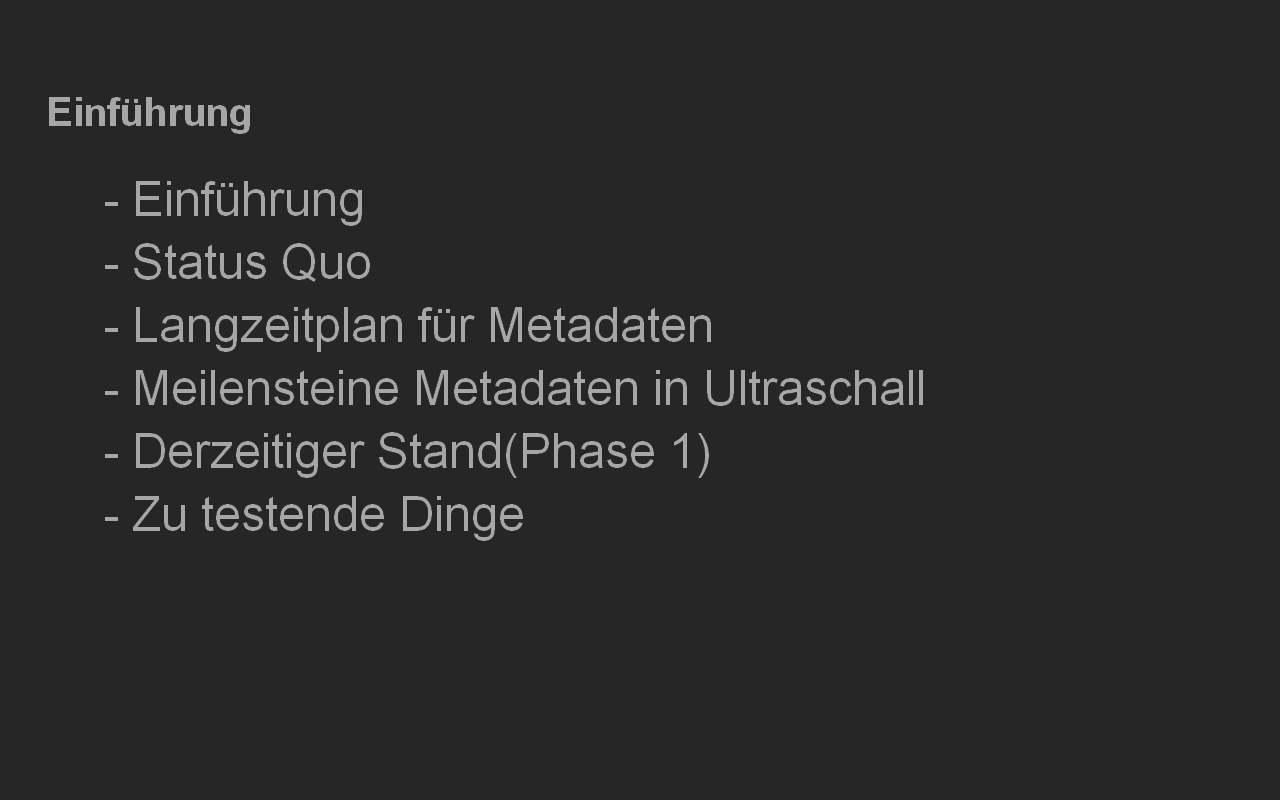 Einführung
- Einführung
- Status Quo
- Langzeitplan für Metadaten
- Meilensteine Metadaten in Ultraschall
- Derzeitiger Stand(Phase 1)
- Zu testende Dinge